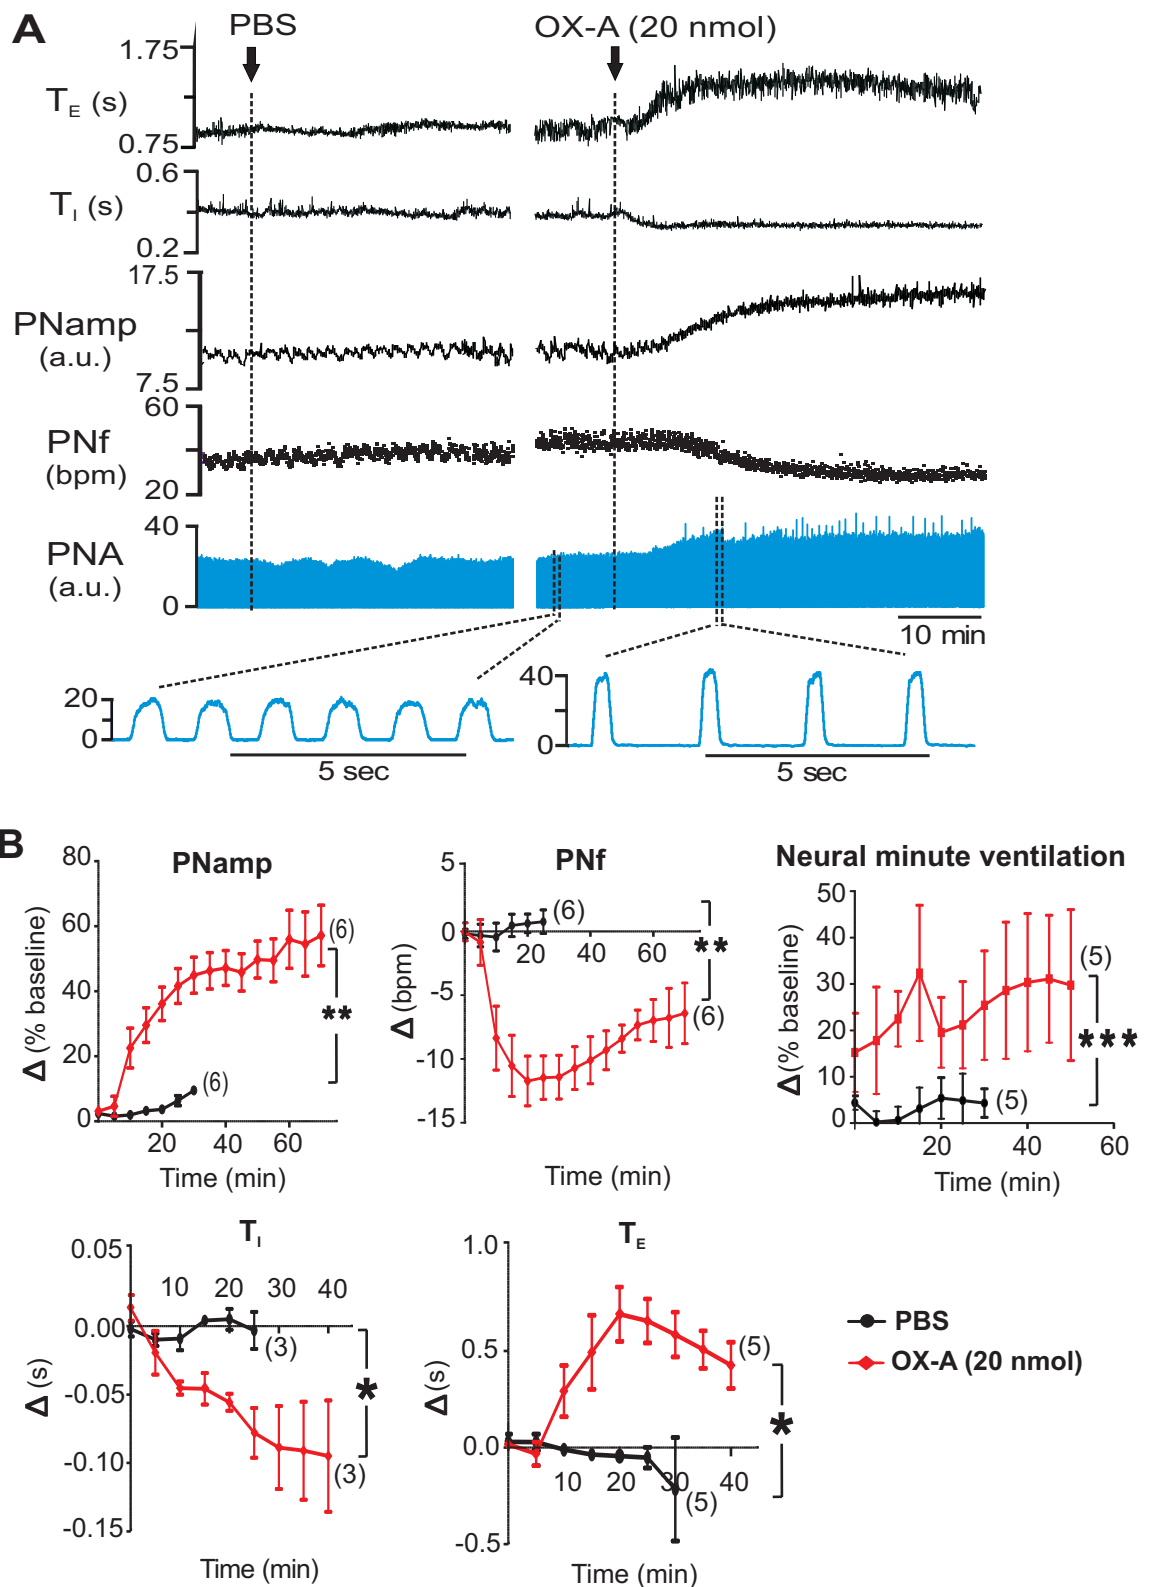 A
PBS
OX-A (20 nmol)
1.75
T_E (s)
0.75
0.6
T_I (s)
0.2
17.5
PNamp
(a.u.)
7.5
60
PNf
(bpm)
20
40
PNA
(a.u.)
0
10 min
20
0
5 sec
40
0
5 sec
B
PNamp
80
60
40
20
0
Δ (% baseline)
(6)
(6)
**
20 40 60
Time (min)
PNf
5
0
-5
-10
-15
Δ (bpm)
(6)
20 40 60
**
(6)
Time (min)
Neural minute ventilation
50
40
30
20
10
0
Δ (% baseline)
(5)
***
(5)
20 40 60
Time (min)
T_I
0.05
0.00
-0.05
-0.10
-0.15
Δ (s)
10 20 30 40
(3)
*
(3)
Time (min)
T_E
1.0
0.5
0.0
-0.5
Δ (s)
(5)
*
10 20 30 40
(5)
Time (min)
PBS
OX-A (20 nmol)